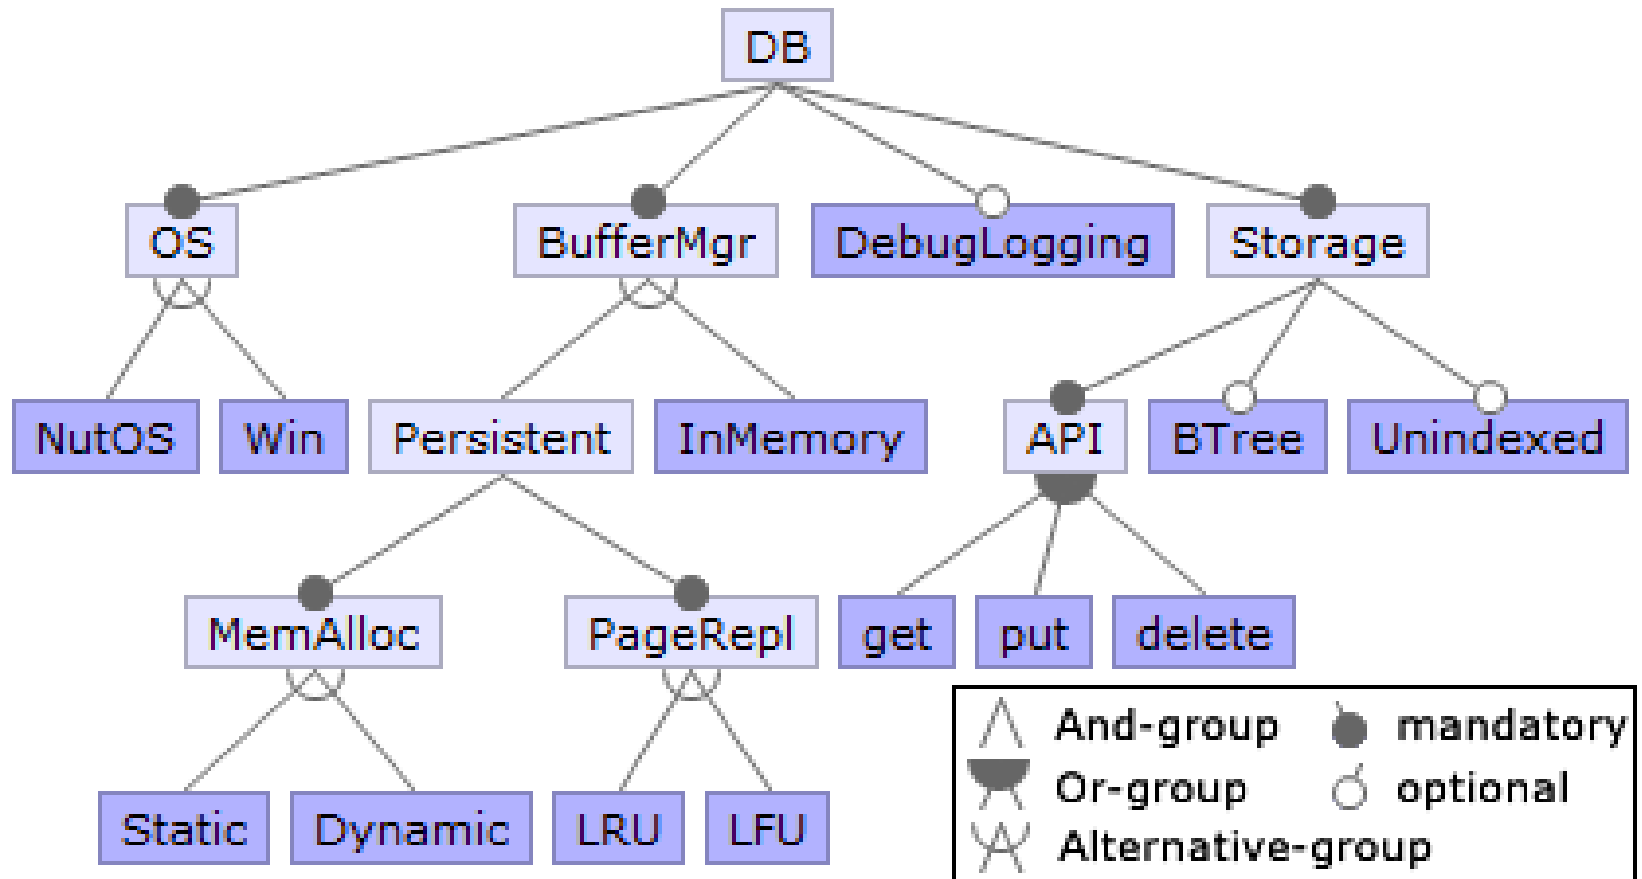 DB
OS BufferMgr DebugLogging Storage
NutOS Win Persistent InMemory API BTree Unindexed
MemAlloc PageRepl get put delete
Static Dynamic LRU LFU
And-group mandatory
Or-group optional
Alternative-group